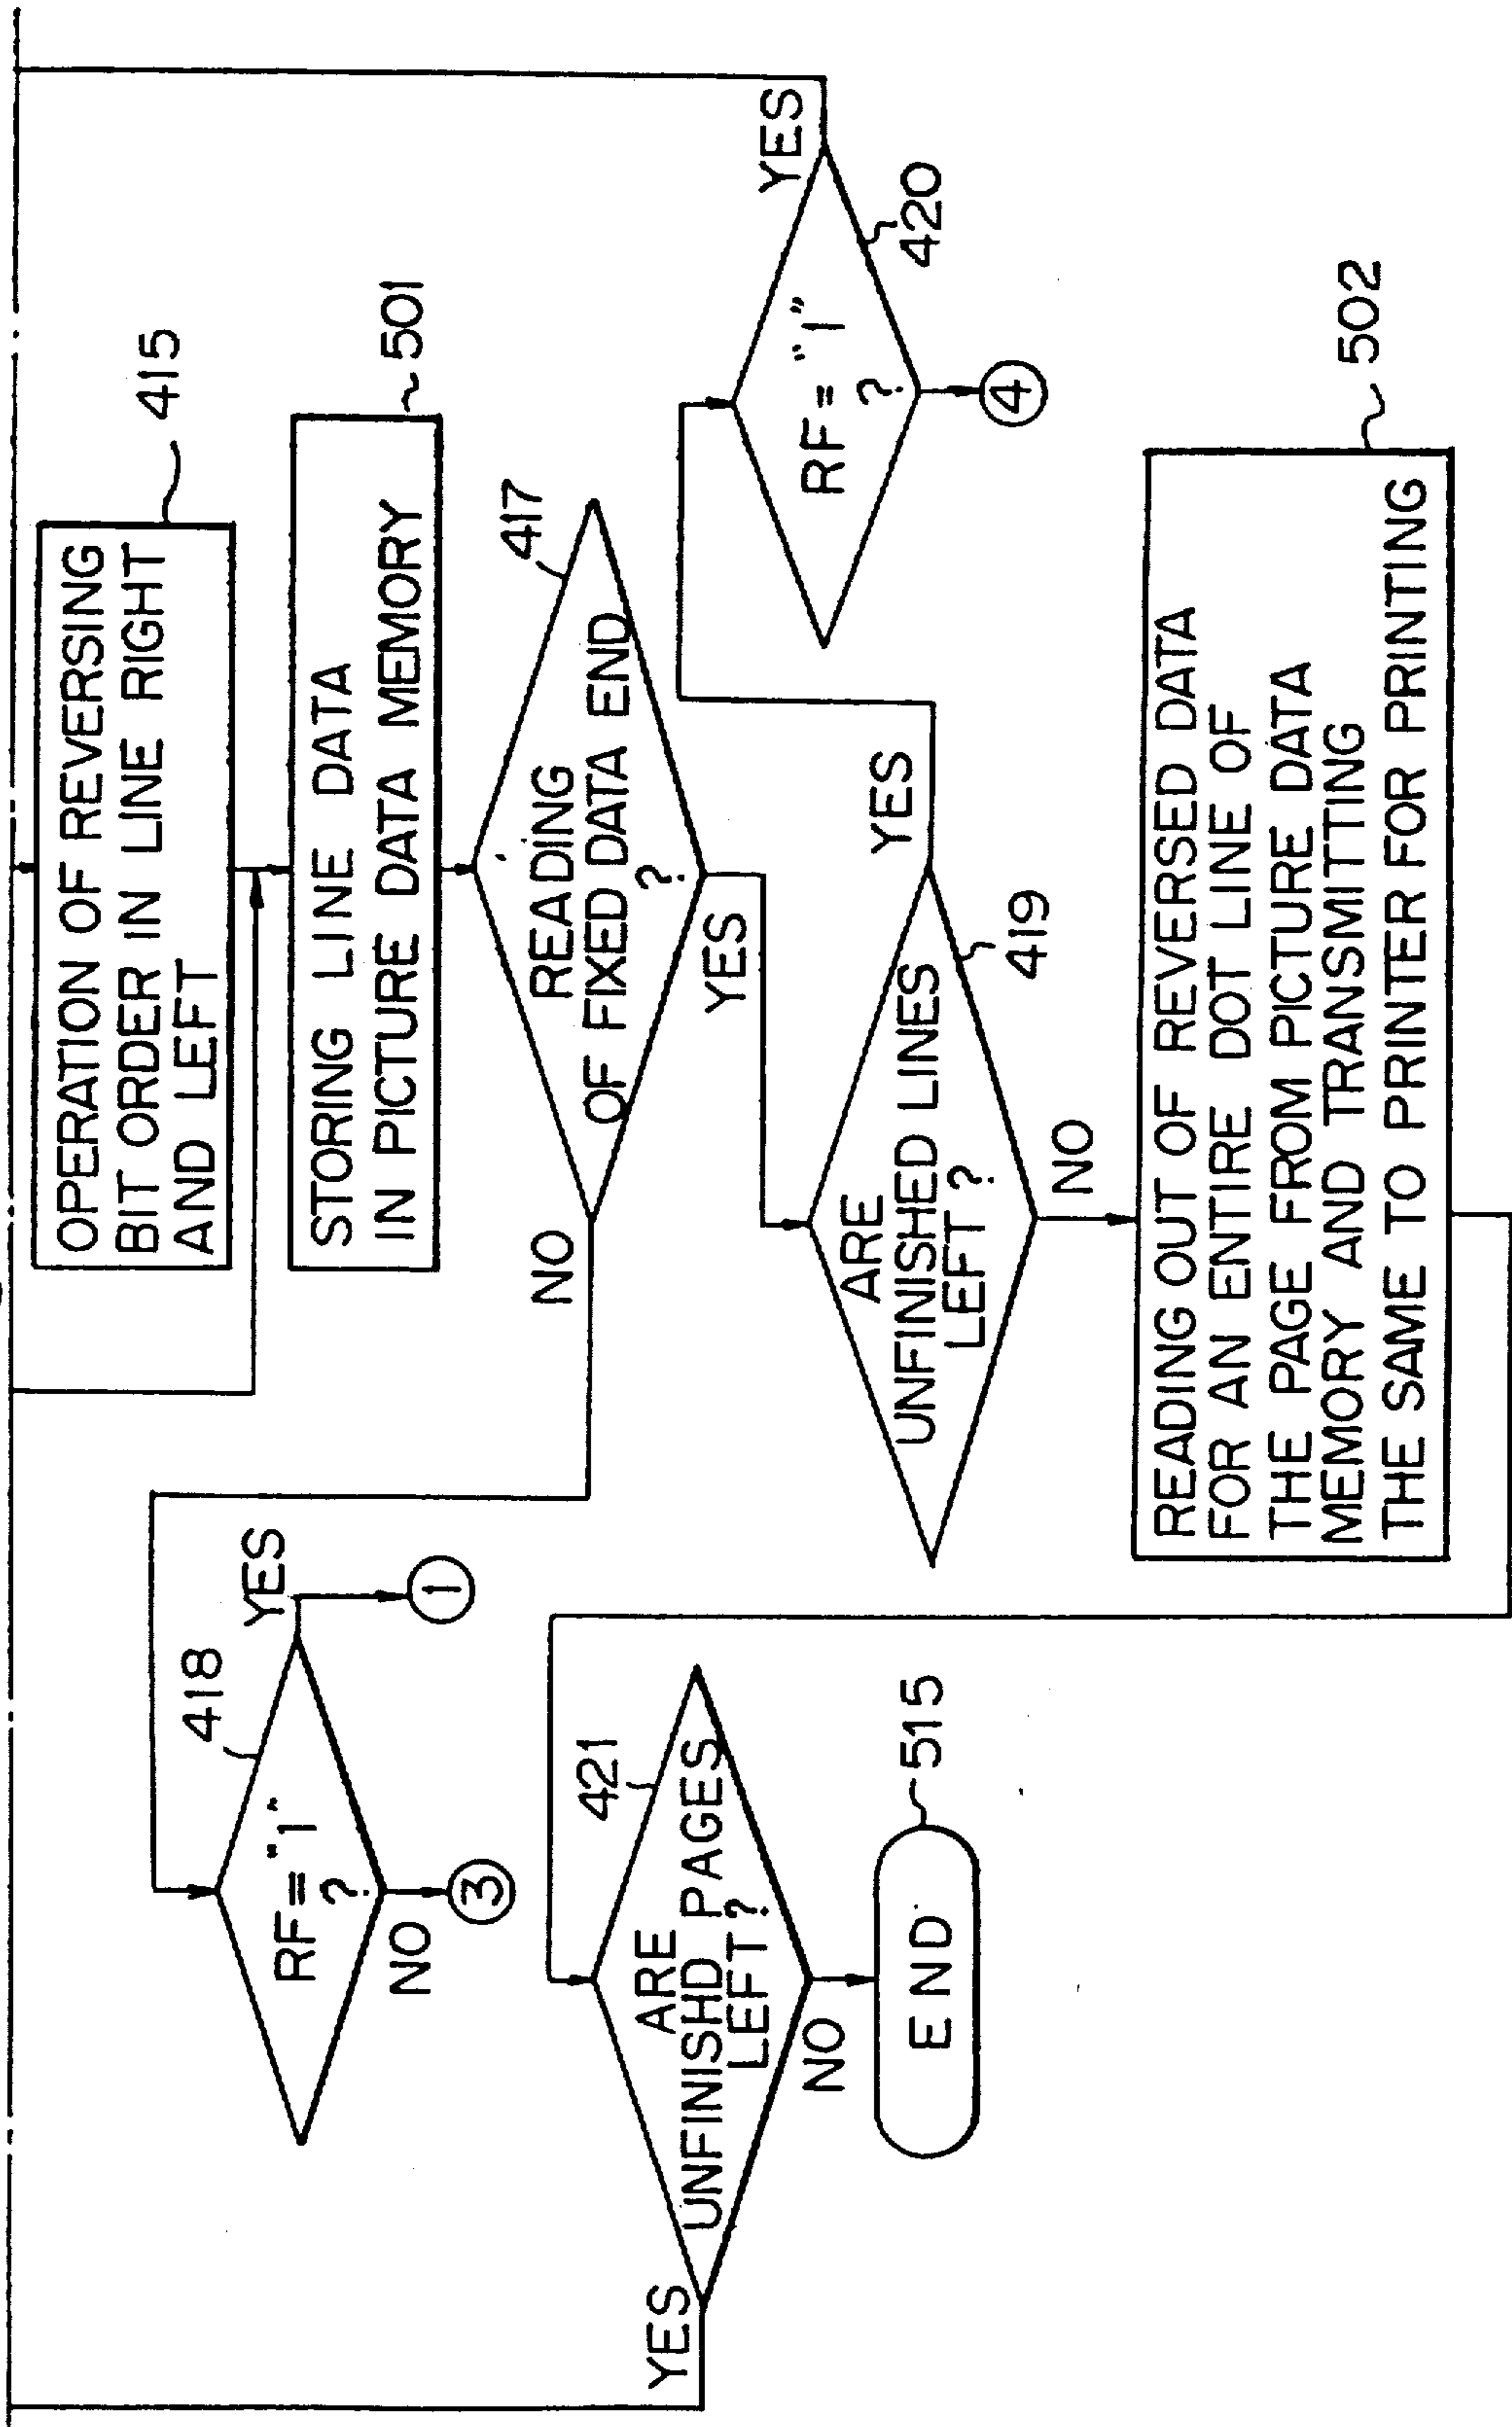 OPERATION OF REVERSING
BIT ORDER IN LINE RIGHT
AND LEFT
415
STORING LINE DATA
IN PICTURE DATA MEMORY
501
READING
OF FIXED DATA END
?
417
NO
YES
RF="1"
?
418
YES
1
NO
3
ARE
UNFINISHED LINES
LEFT?
419
YES
NO
RF="1"
?
420
YES
4
READING OUT OF REVERSED DATA
FOR AN ENTIRE DOT LINE OF
THE PAGE FROM PICTURE DATA
MEMORY AND TRANSMITTING
THE SAME TO PRINTER FOR PRINTING
502
ARE
UNFINISHD PAGES
LEFT?
421
YES
NO
END
515